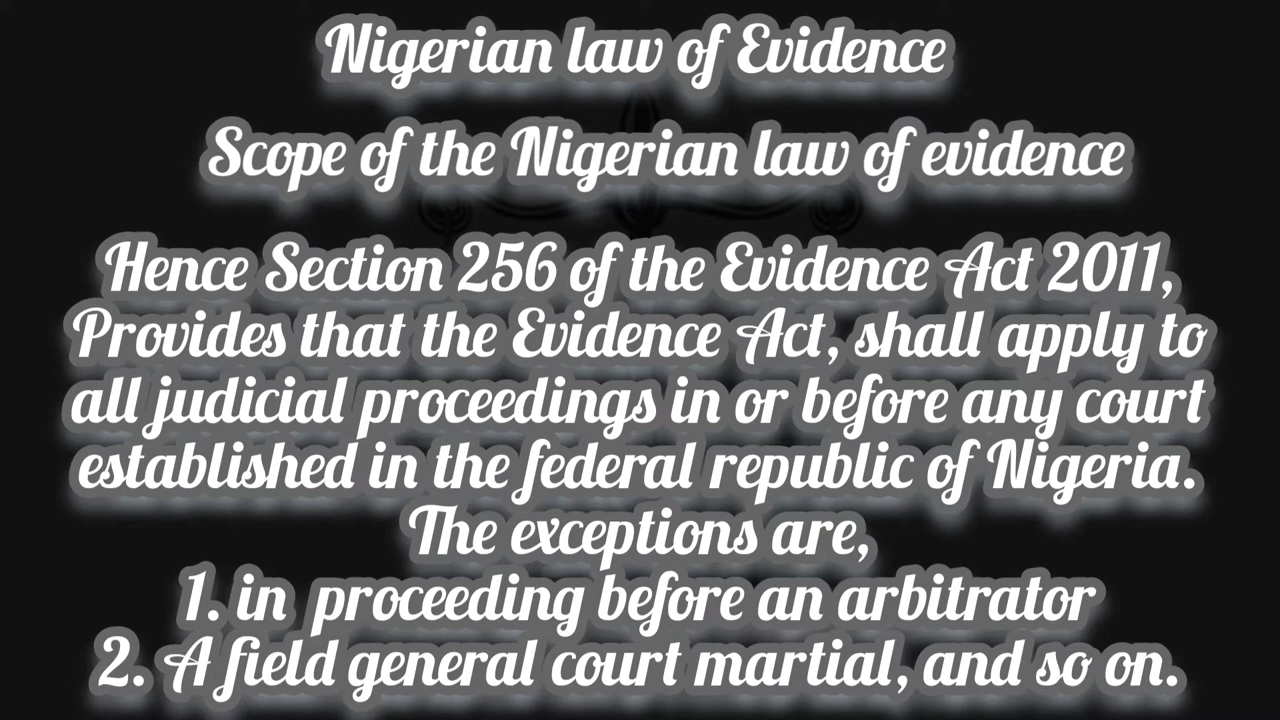 Nigerian law of Evidence
Scope of the Nigerian law of evidence
Hence Section 256 of the Evidence Act 2011,
Provides that the Evidence Act, shall apply to
all judicial proceedings in or before any court
established in the federal republic of Nigeria.
The exceptions are,
1. in proceeding before an arbitrator
2. A field general court martial, and so on.